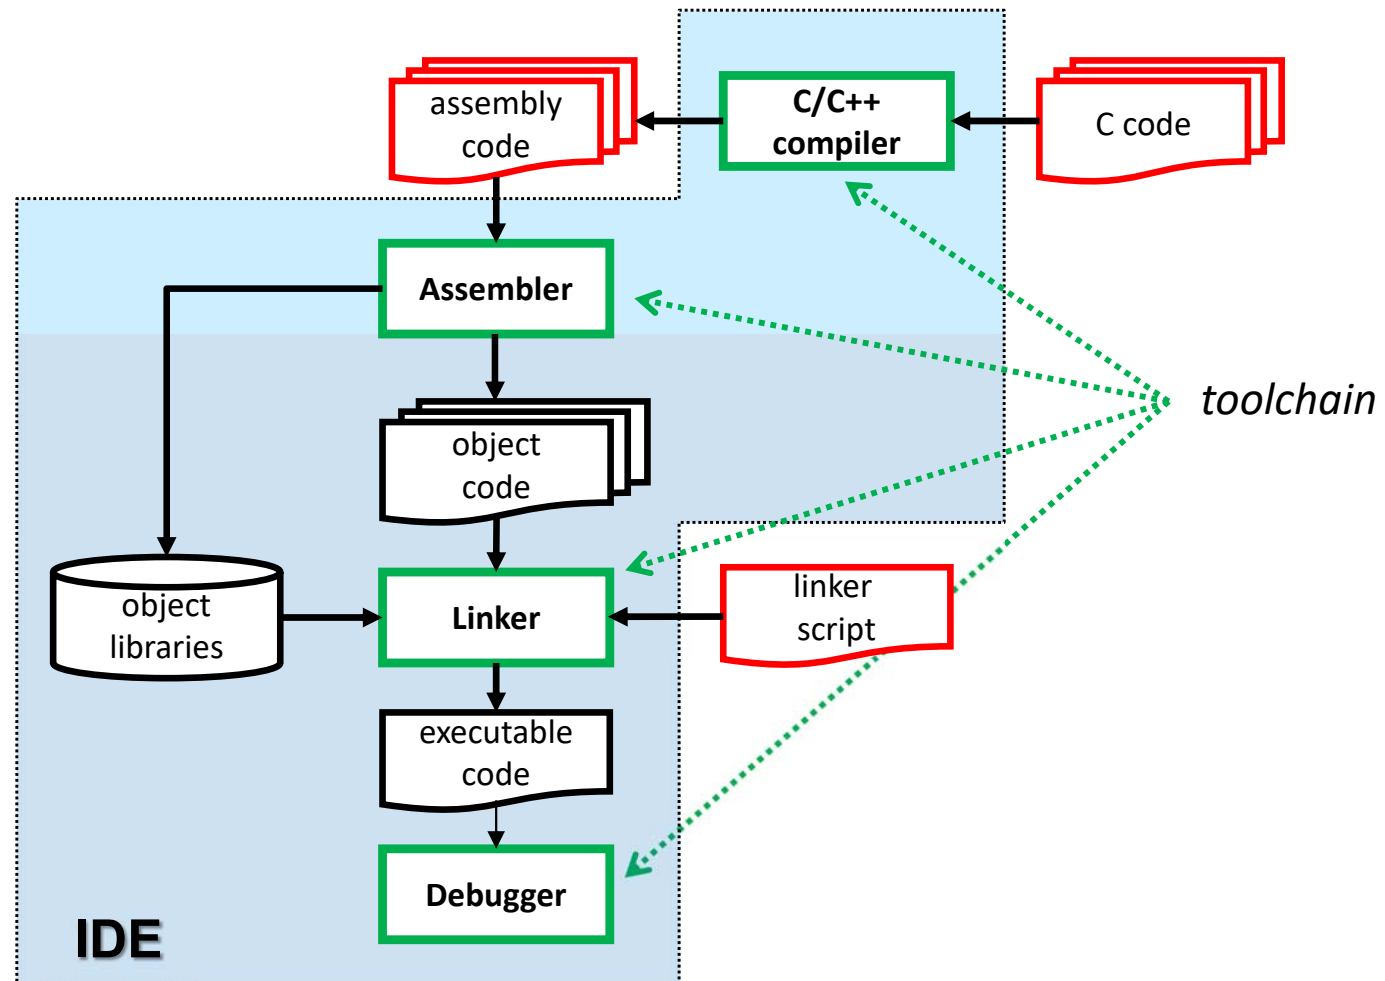 assembly
code
C/C++
compiler
C code
Assembler
toolchain
object
code
object
libraries
Linker
linker
script
executable
code
Debugger
IDE